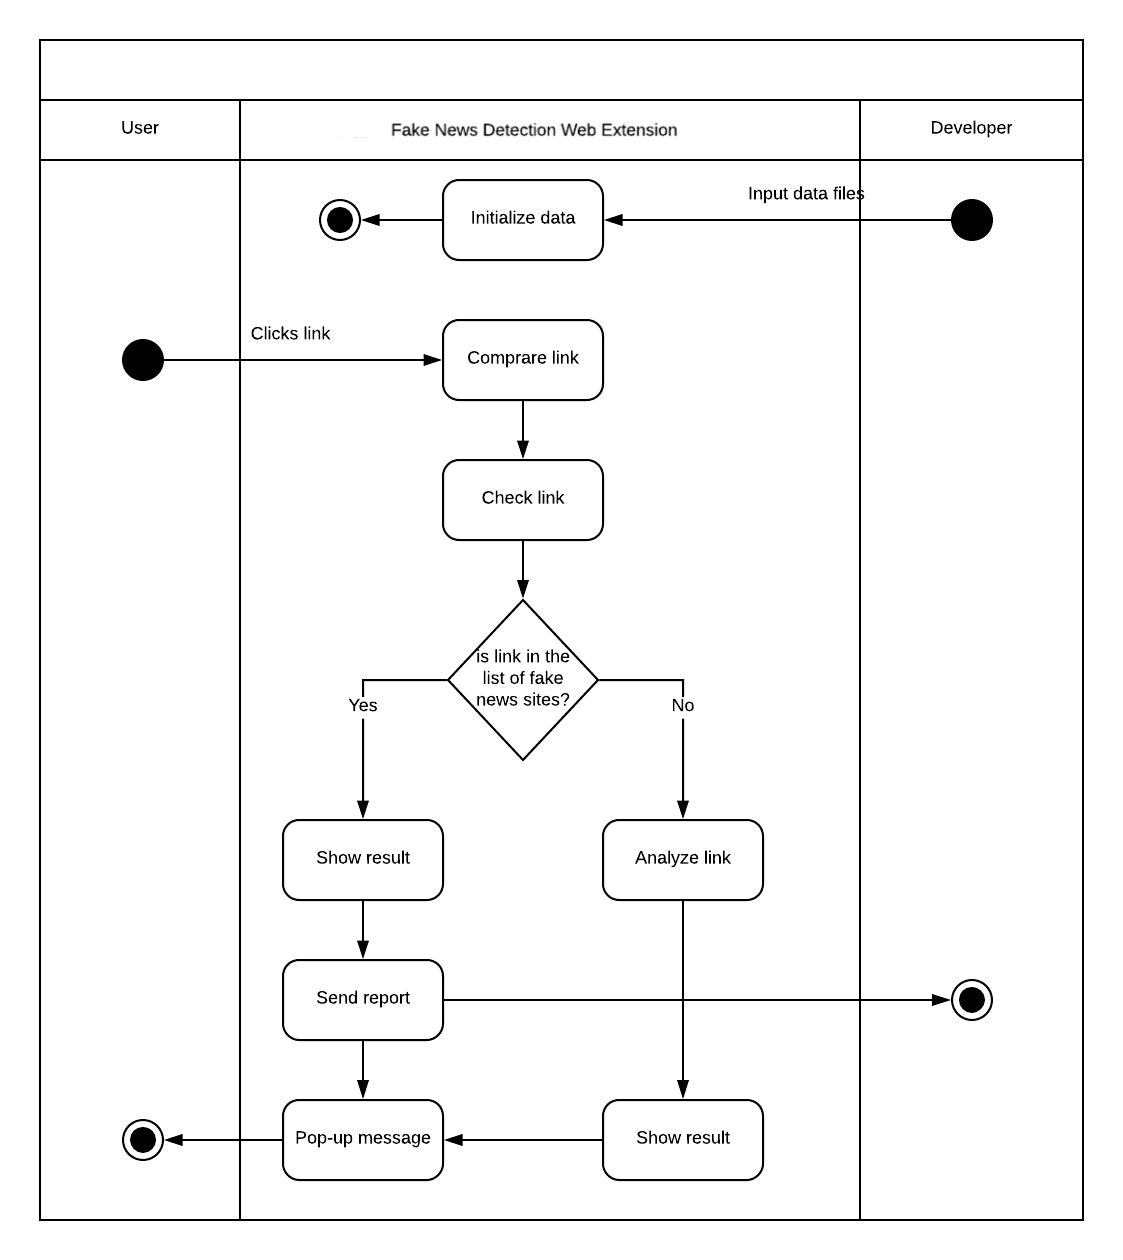 User
Fake News Detection Web Extension
Developer
Input data files
Initialize data
Clicks link
Comprare link
Check link
is link in the
list of fake
news sites?
Yes
No
Show result
Analyze link
Send report
Pop-up message
Show result